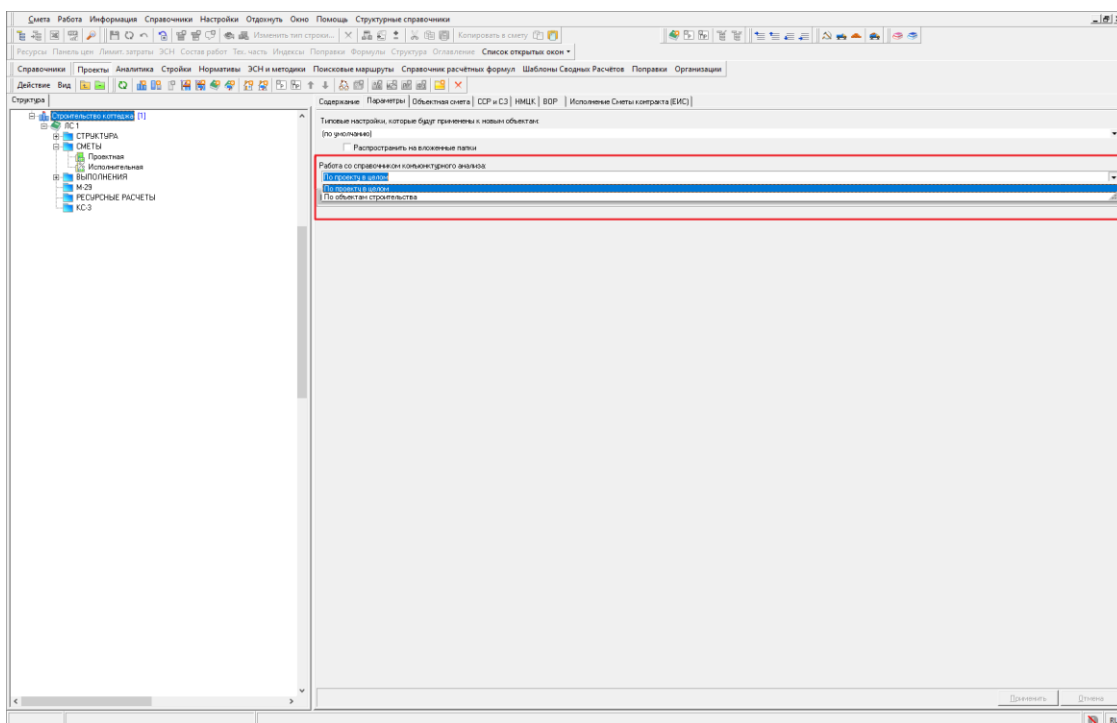 Смета Работа Информация Справочники Настройки Отдохнуть Окно Помощь Структурные справочники
Изменить тип строки... Копировать в смету
Ресурсы Панель цен Лимит. затраты ЭСН Состав работ Тех. часть Индексы Поправки Формулы Структура Оглавление Список открытых окон
Справочники Проекты Аналитика Стройки Нормативы ЭСН и методики Поисковые маршруты Справочник расчётных формул Шаблоны Сводных Расчётов Поправки Организации
Действие Вид
Структура
Содержание Параметры Объектная смета ССР и СЗ НМЦК ВОР Исполнение Сметы контракта (ЕИС)
Строительство коттеджа [1]
ЛС 1
СТРУКТУРА
СМЕТЫ
Проектная
Исполнительная
ВЫПОЛНЕНИЯ
М-29
РЕСУРСНЫЕ РАСЧЕТЫ
КС-3
Типовые настройки, которые будут применены к новым объектам:
(по умолчанию)
Распространить на вложенные папки
Работа со справочником конъюнктурного анализа:
По проекту в целом
По проекту в целом
По объектам строительства
Применить Отмена